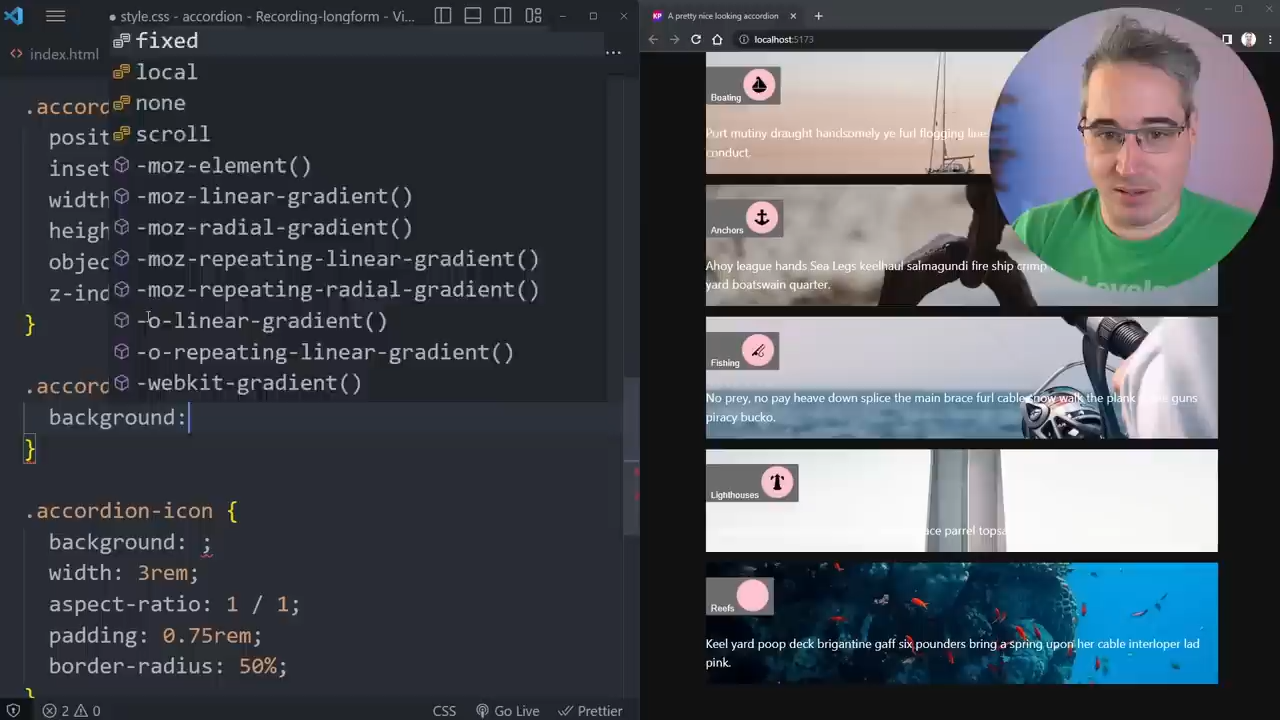 style.css - accordion - Recording-longform - Vi...
index.html
fixed
local
none
scroll
-moz-element()
-moz-linear-gradient()
-moz-radial-gradient()
-moz-repeating-linear-gradient()
-moz-repeating-radial-gradient()
-o-linear-gradient()
-o-repeating-linear-gradient()
-webkit-gradient()
.accord
posit
inset
width
heigh
objec
z-ind
}
.accord
background:
}
.accordion-icon {
background: ;
width: 3rem;
aspect-ratio: 1 / 1;
padding: 0.75rem;
border-radius: 50%;
}
2 0
CSS
Go Live
Prettier
KP
A pretty nice looking accordion
localhost:5173
Boating
Purt mutiny draught handsomely ye furl flogging line
conduct.
Anchors
Ahoy league hands Sea Legs keelhaul salmagundi fire ship crimp
yard boatswain quarter.
Fishing
No prey, no pay heave down splice the main brace furl cable how walk the plank guns
piracy bucko.
Lighthouses
ace parrel topsa
Reefs
Keel yard poop deck brigantine gaff six pounders bring a spring upon her cable interloper lad
pink.